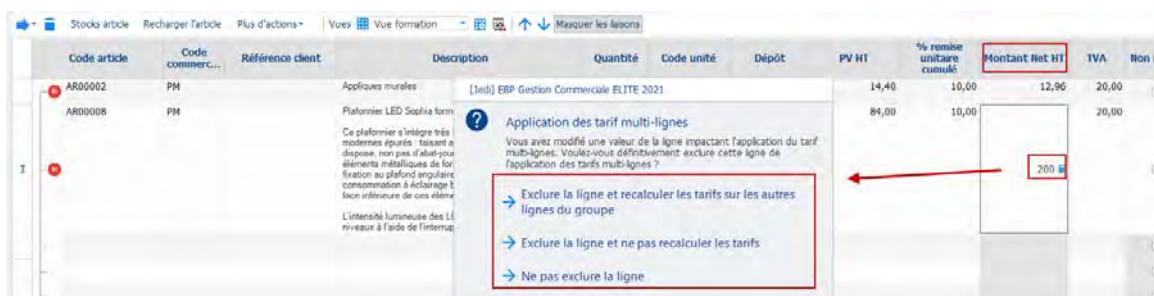 Stocks article Recharger l'article Plus d'actions Vues Vue formation Masquer les liaisons
Code article Code commerc... Référence client Description Quantité Code unité Dépôt PV HT % remise unitaire cumulé Montant Net HT TVA Non
AR00002 PM Appliques murales 14,40 10,00 12,96 20,00
AR00008 PM Plafonnier LED Sophia form 84,00 10,00 20,00
Ce plafonnier s'intègre très
modernes épurés : faisant a
dispose, non pas d'abat-jour
éléments métalliques de for
fixation au plafond angulaire
consommation à éclairage b
face inférieure de ces éléme
L'intensité lumineuse des LE
niveaux à l'aide de l'interrup
200
[Jedi] EBP Gestion Commerciale ELITE 2021
Application des tarif multi-lignes
Vous avez modifié une valeur de la ligne impactant l'application du tarif
multi-lignes. Voulez-vous définitivement exclure cette ligne de
l'application des tarifs multi-lignes ?
Exclure la ligne et recalculer les tarifs sur les autres
lignes du groupe
Exclure la ligne et ne pas recalculer les tarifs
Ne pas exclure la ligne